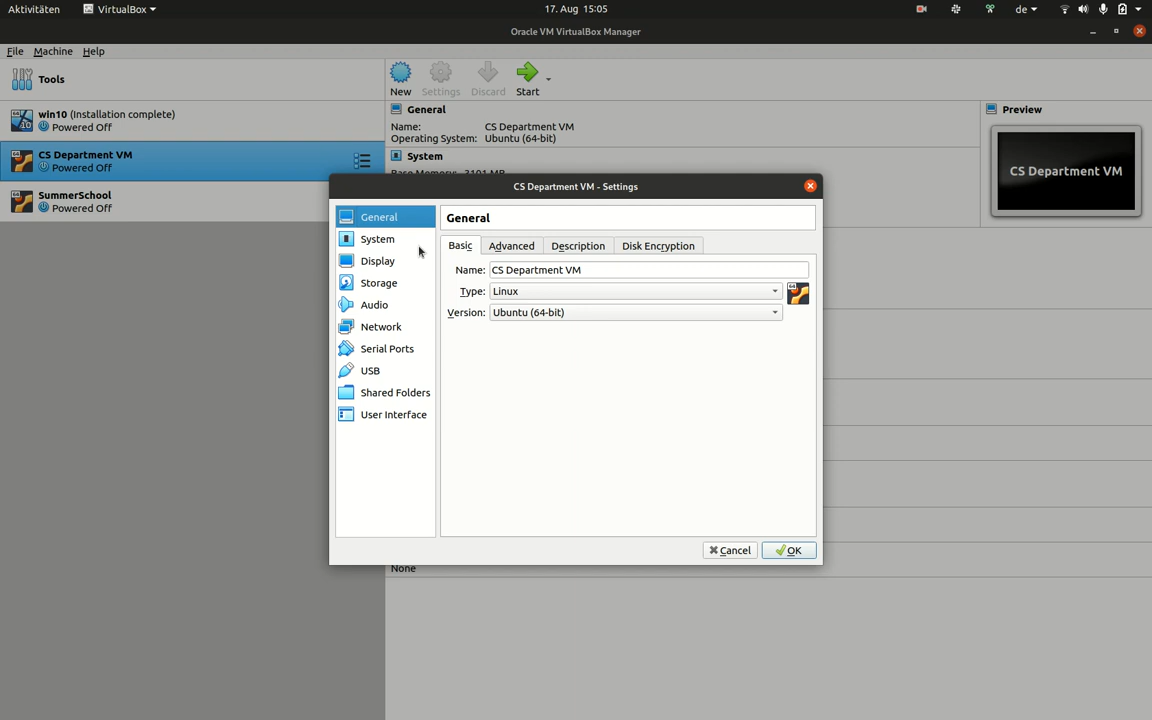 Aktivitäten VirtualBox 17. Aug 15:05 de
Oracle VM VirtualBox Manager
File Machine Help
Tools
New Settings Discard Start
win10 (Installation complete)
Powered Off
CS Department VM
Powered Off
SummerSchool
Powered Off
General
Name: CS Department VM
Operating System: Ubuntu (64-bit)
System
Preview
CS Department VM
CS Department VM - Settings
General
System
Display
Storage
Audio
Network
Serial Ports
USB
Shared Folders
User Interface
General
Basic Advanced Description Disk Encryption
Name: CS Department VM
Type: Linux
Version: Ubuntu (64-bit)
Cancel OK
None